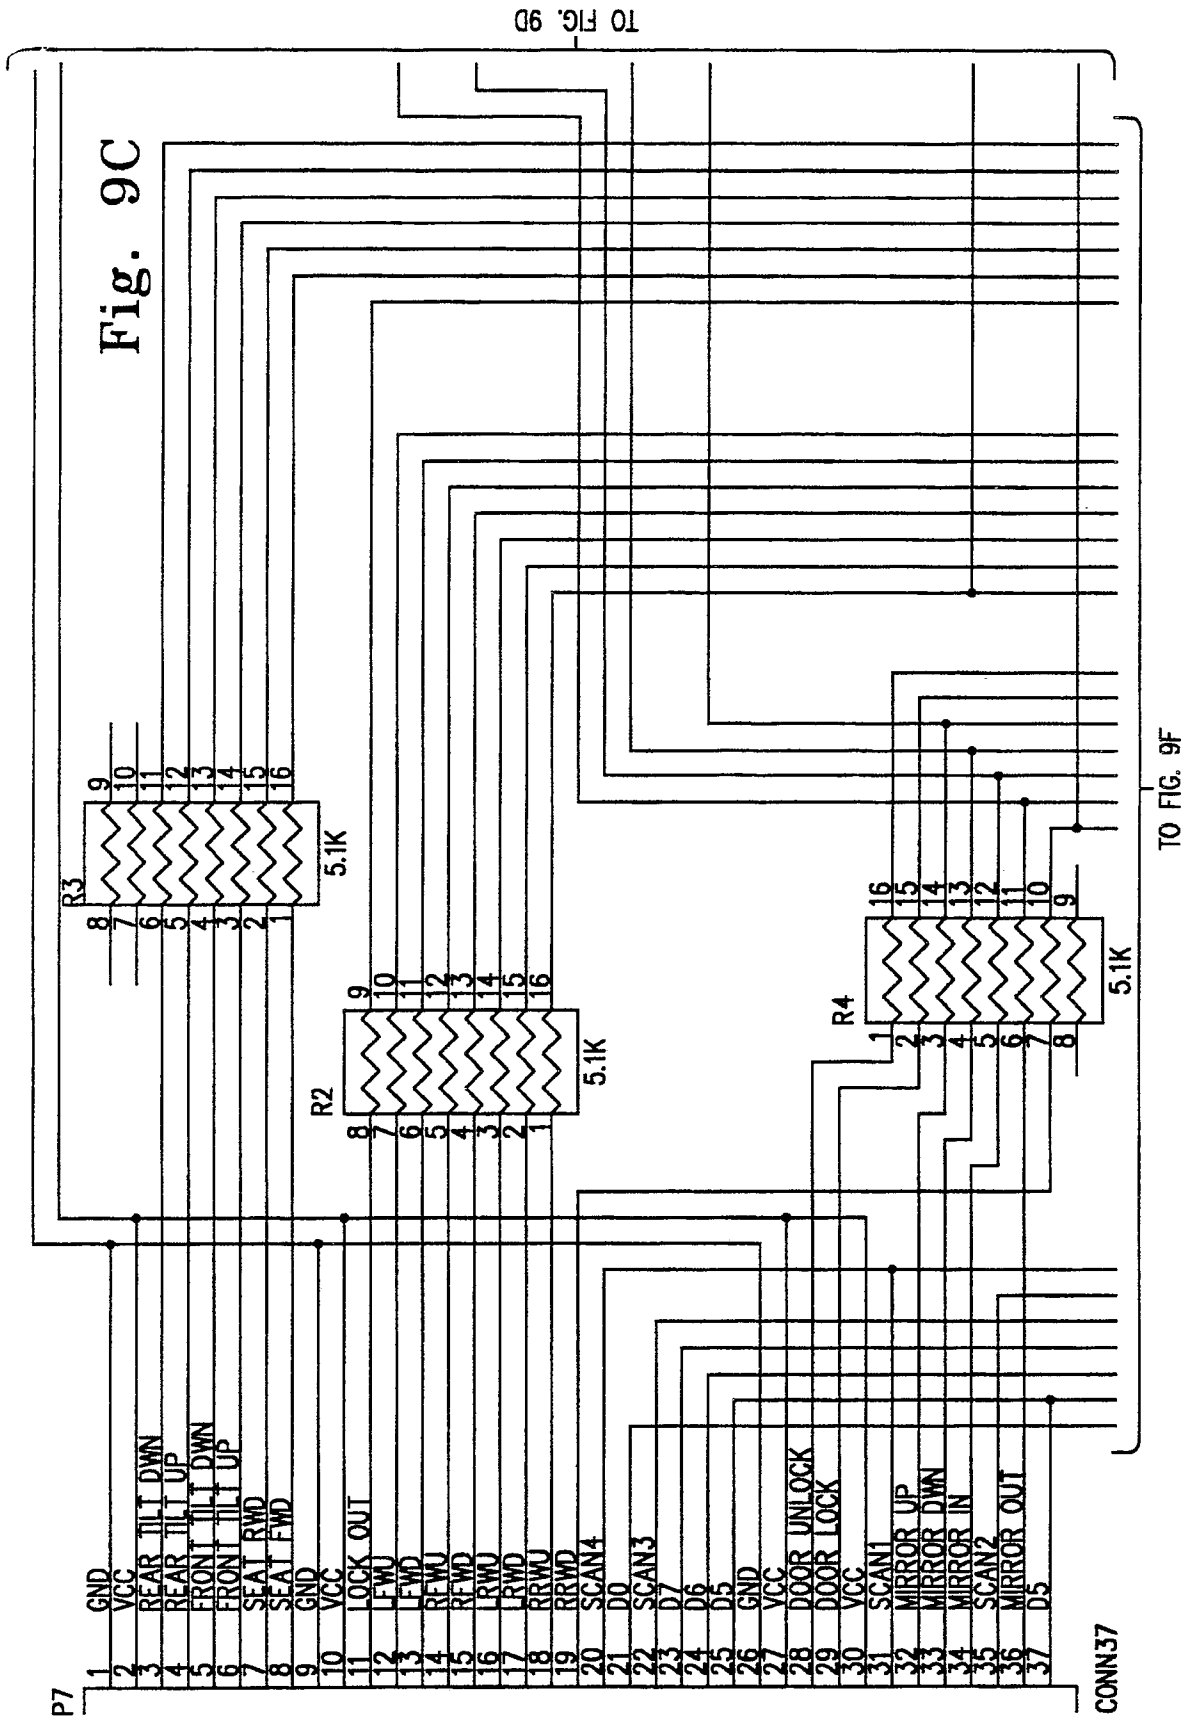 TO FIG. 9D
Fig. 9C
P7
1 GND
2 VCC
3 REAR TILT DWN
4 REAR TILT UP
5 FRONT TILT DWN
6 FRONT TILT UP
7 SEAT RWD
8 SEAT FWD
9 GND
10 VCC
11 LOCK OUT
12 LFWU
13 LFWD
14 RFWU
15 RFWD
16 LRWU
17 LRWD
18 RRWU
19 RRWD
20 SCAN4
21 D0
22 SCAN3
23 D7
24 D6
25 D5
26 GND
27 VCC
28 DOOR UNLOCK
29 DOOR LOCK
30 VCC
31 SCAN1
32 MIRROR UP
33 MIRROR DWN
34 MIRROR IN
35 SCAN2
36 MIRROR OUT
37 D5
CONN37
R3
8 9
7 10
6 11
5 12
4 13
3 14
2 15
1 16
5.1K
R2
8 9
7 10
6 11
5 12
4 13
3 14
2 15
1 16
5.1K
R4
1 16
2 15
3 14
4 13
5 12
6 11
7 10
8 9
5.1K
TO FIG. 9F